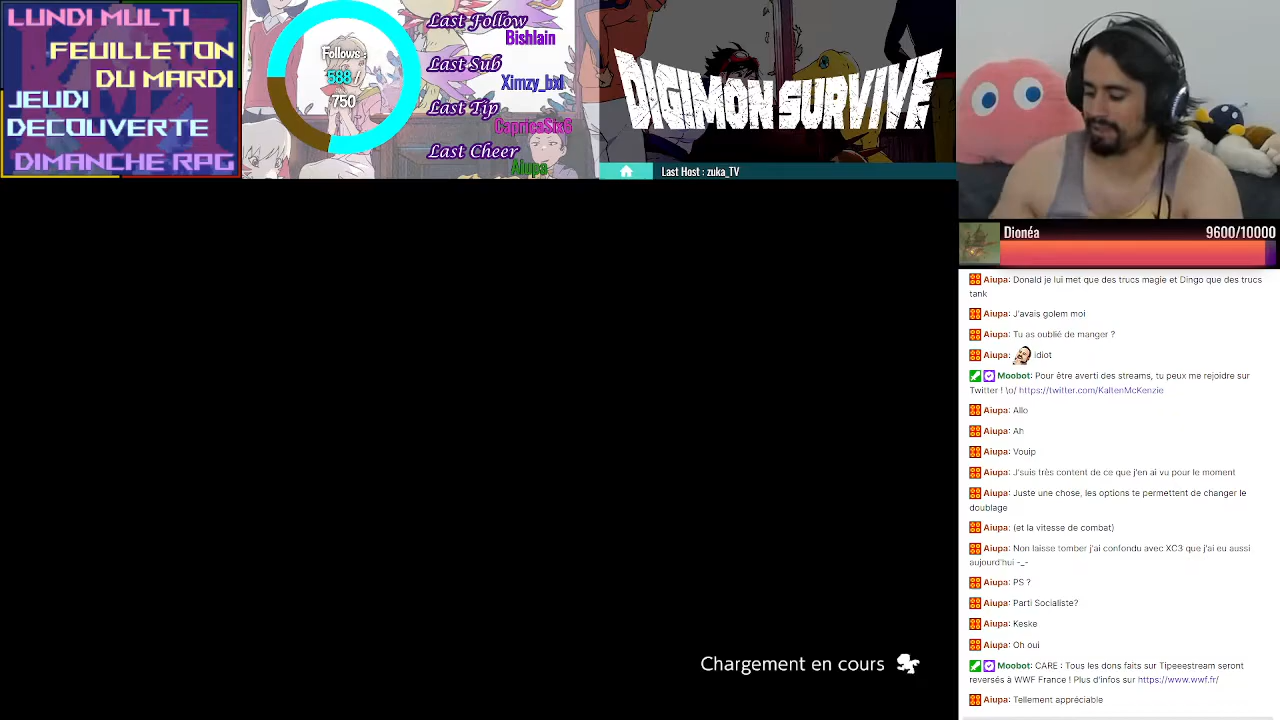 LUNDI MULTI
FEUILLETON
DU MARDI
JEUDI
DECOUVERTE
DIMANCHE RPG
Follows :
588 /
750
Last Follow
Bishlain
Last Sub
Ximzy_bxl
Last Tip
CapricaSix6
Last Cheer
Aiupa
DIGIMON SURVIVE
Last Host : zuka_TV
Dionéa
9600/10000
Aiupa: Donald je lui met que des trucs magie et Dingo que des trucs
tank
Aiupa: J'avais golem moi
Aiupa: Tu as oublié de manger ?
Aiupa: idiot
Moobot: Pour être averti des streams, tu peux me rejoidre sur
Twitter ! \o/ https://twitter.com/KaltenMcKenzie
Aiupa: Allo
Aiupa: Ah
Aiupa: Vouip
Aiupa: J'suis très content de ce que j'en ai vu pour le moment
Aiupa: Juste une chose, les options te permettent de changer le
doublage
Aiupa: (et la vitesse de combat)
Aiupa: Non laisse tomber j'ai confondu avec XC3 que j'ai eu aussi
aujourd'hui -_-
Aiupa: PS ?
Aiupa: Parti Socialiste?
Aiupa: Keske
Aiupa: Oh oui
Moobot: CARE : Tous les dons faits sur Tipeeestream seront
reversés à WWF France ! Plus d'infos sur https://www.wwf.fr/
Aiupa: Tellement appréciable
Chargement en cours